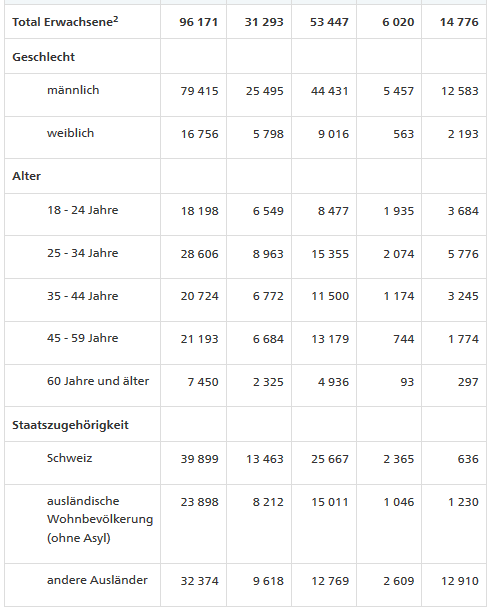 Total Erwachsene² 96 171 31 293 53 447 6 020 14 776
Geschlecht
männlich 79 415 25 495 44 431 5 457 12 583
weiblich 16 756 5 798 9 016 563 2 193
Alter
18 - 24 Jahre 18 198 6 549 8 477 1 935 3 684
25 - 34 Jahre 28 606 8 963 15 355 2 074 5 776
35 - 44 Jahre 20 724 6 772 11 500 1 174 3 245
45 - 59 Jahre 21 193 6 684 13 179 744 1 774
60 Jahre und älter 7 450 2 325 4 936 93 297
Staatszugehörigkeit
Schweiz 39 899 13 463 25 667 2 365 636
ausländische 23 898 8 212 15 011 1 046 1 230
Wohnbevölkerung
(ohne Asyl)
andere Ausländer 32 374 9 618 12 769 2 609 12 910